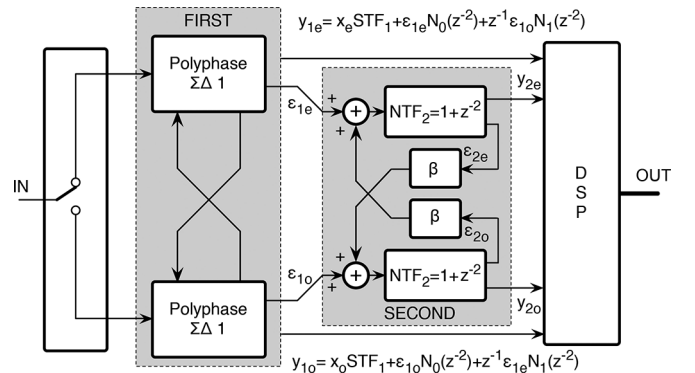 FIRST
y1e= xeSTF1+ε1eN0(z-2)+z-1ε1oN1(z-2)
Polyphase
ΣΔ 1
ε1e
y2e
+
+
+
NTF2=1+z-2
ε2e
β
IN
D
S
P
OUT
β
ε2o
+
+
+
ε1o
NTF2=1+z-2
Polyphase
ΣΔ 1
SECOND
y2o
y1o= xoSTF1+ε1oN0(z-2)+z-1ε1eN1(z-2)